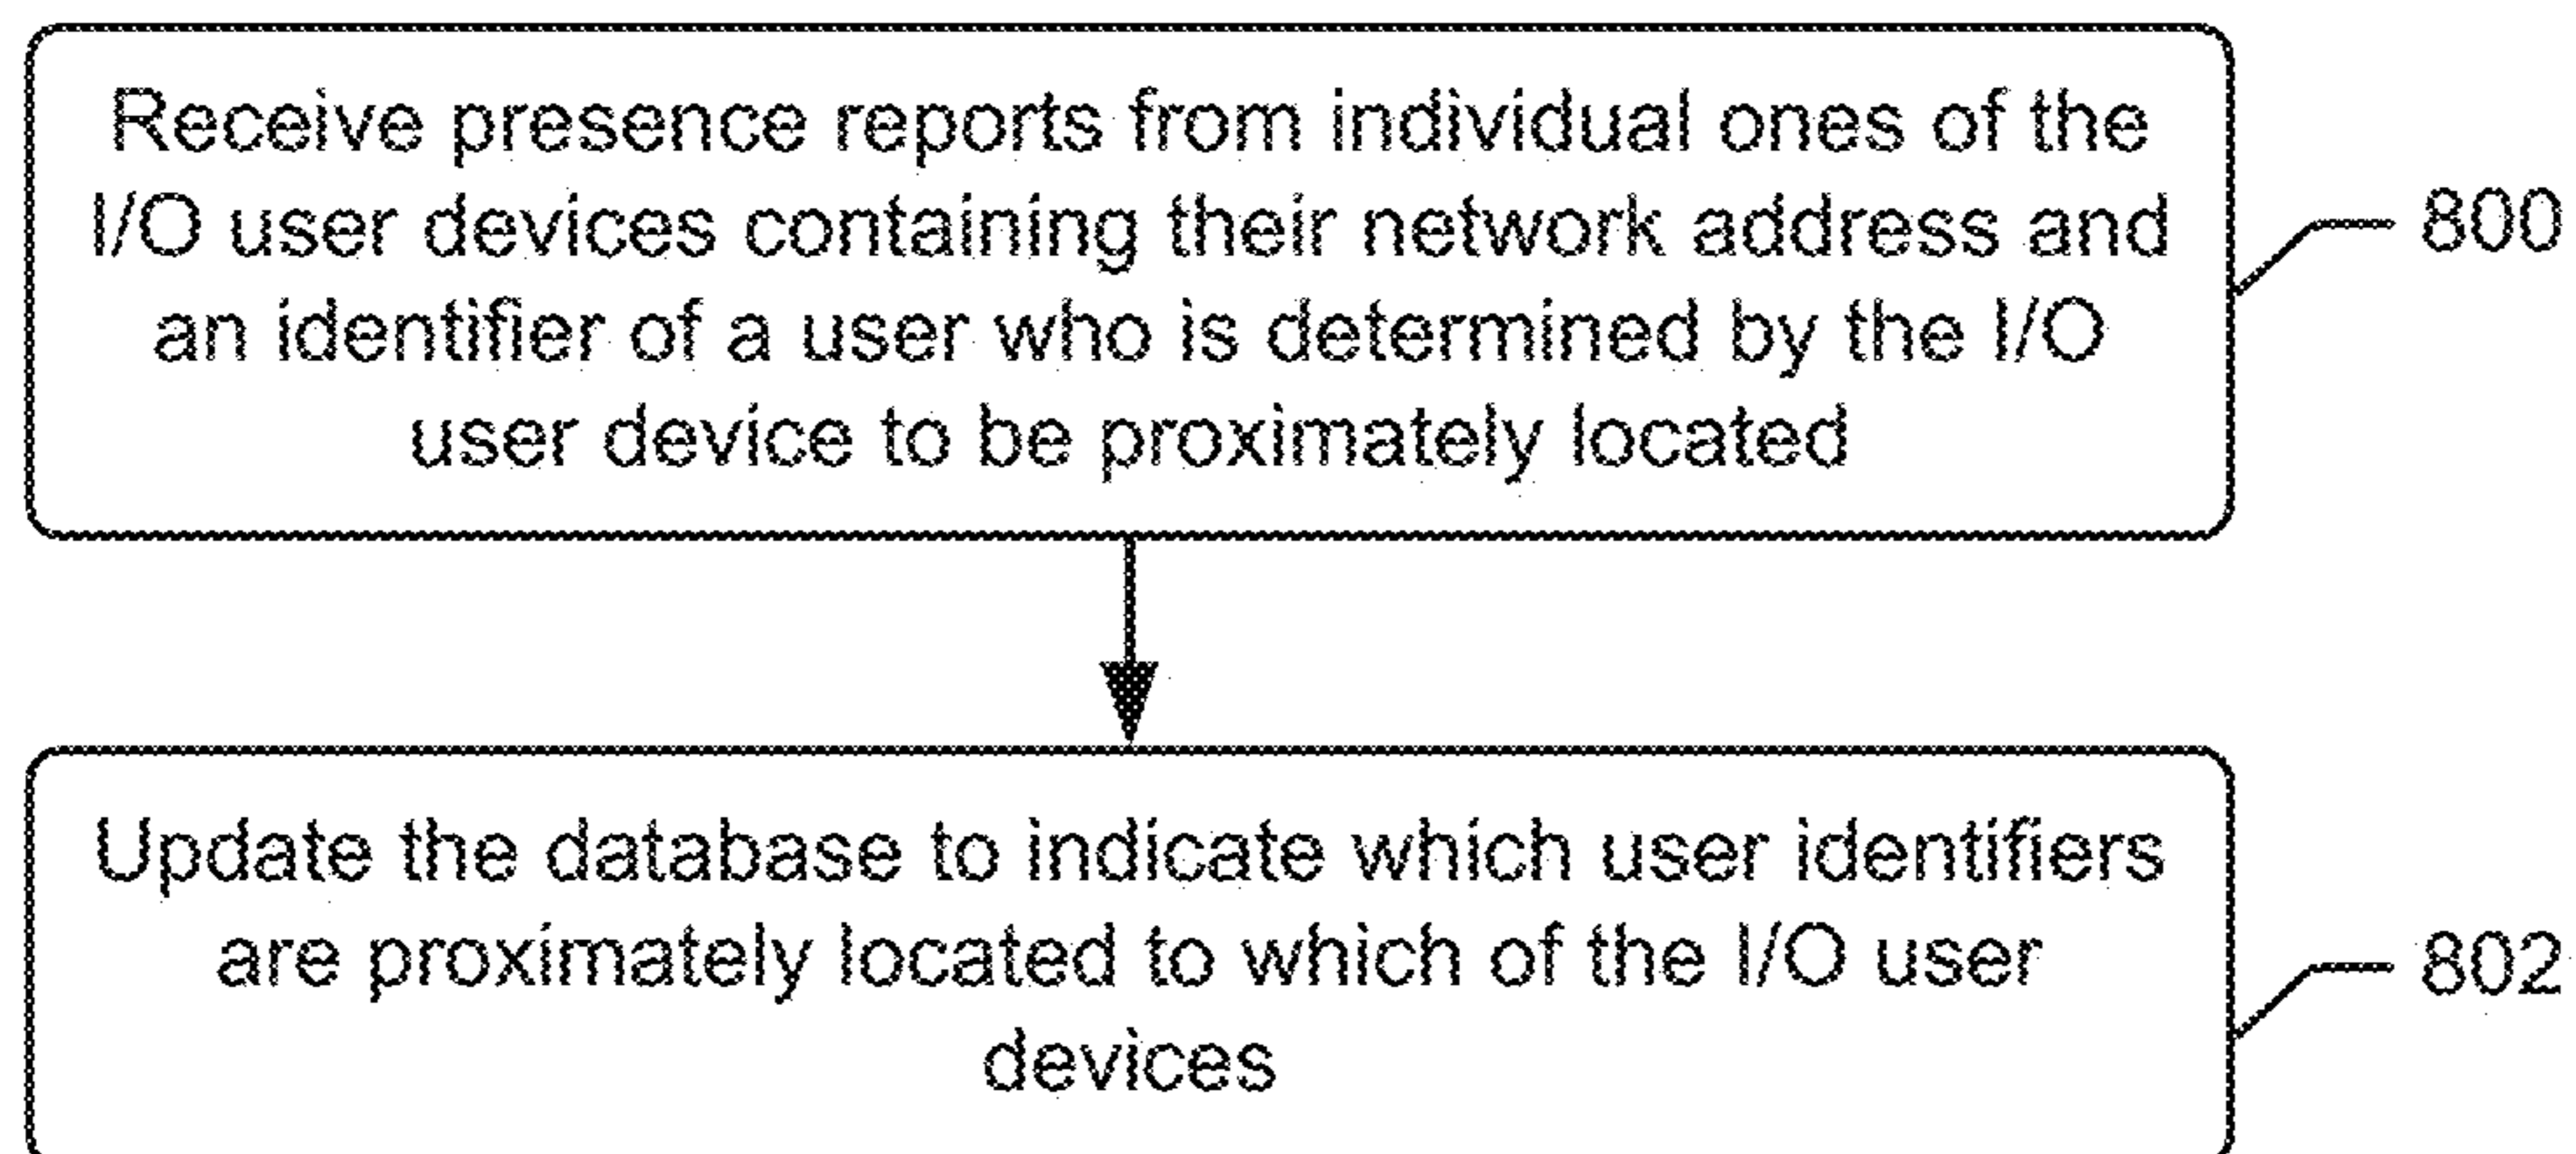 Receive presence reports from individual ones of the
I/O user devices containing their network address and
an identifier of a user who is determined by the I/O
user device to be proximately located
800
Update the database to indicate which user identifiers
are proximately located to which of the I/O user
devices
802